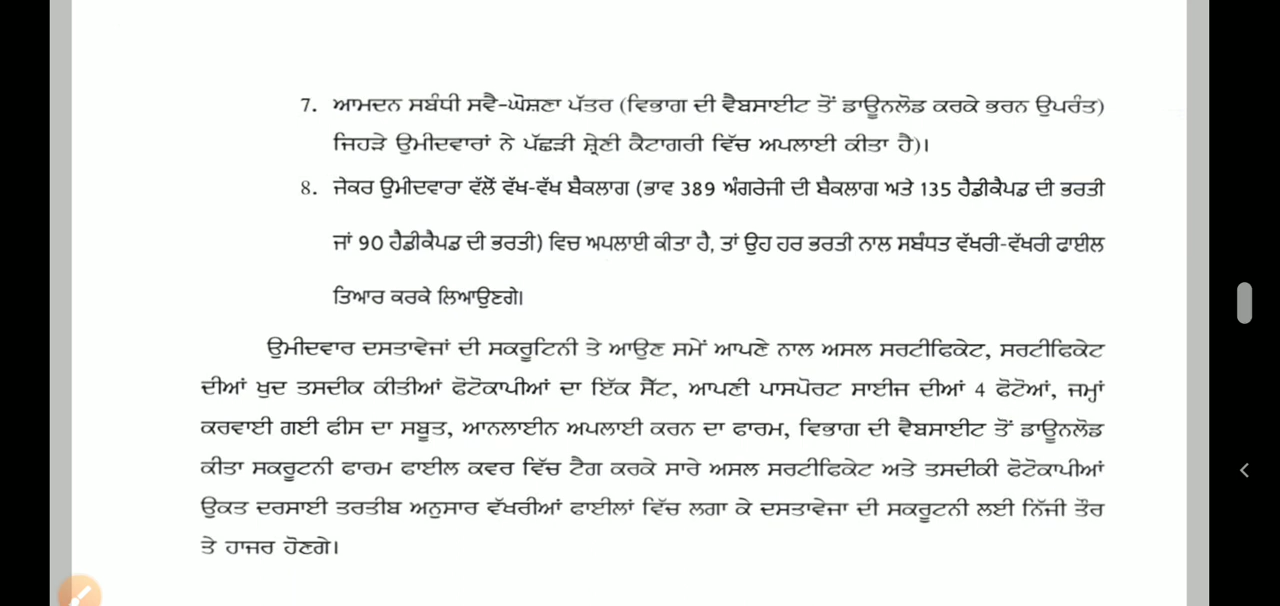 7. ਆਮਦਨ ਸਬੰਧੀ ਸਵੈ-ਘੋਸ਼ਣਾ ਪੱਤਰ (ਵਿਭਾਗ ਦੀ ਵੈਬਸਾਈਟ ਤੋਂ ਡਾਊਨਲੋਡ ਕਰਕੇ ਭਰਨ ਉਪਰੰਤ)
ਜਿਹੜੇ ਉਮੀਦਵਾਰਾਂ ਨੇ ਪੱਛੜੀ ਸ਼੍ਰੇਣੀ ਕੈਟਾਗਰੀ ਵਿੱਚ ਅਪਲਾਈ ਕੀਤਾ ਹੈ)।
8. ਜੇਕਰ ਉਮੀਦਵਾਰਾ ਵੱਲੋਂ ਵੱਖ-ਵੱਖ ਬੈਕਲਾਗ (ਭਾਵ 389 ਅੰਗਰੇਜੀ ਦੀ ਬੈਕਲਾਗ ਅਤੇ 135 ਹੈਡੀਕੈਪਡ ਦੀ ਭਰਤੀ
ਜਾਂ 90 ਹੈਡੀਕੈਪਡ ਦੀ ਭਰਤੀ) ਵਿਚ ਅਪਲਾਈ ਕੀਤਾ ਹੈ, ਤਾਂ ਉਹ ਹਰ ਭਰਤੀ ਨਾਲ ਸਬੰਧਤ ਵੱਖਰੀ-ਵੱਖਰੀ ਫਾਈਲ
ਤਿਆਰ ਕਰਕੇ ਲਿਆਉਣਗੇ।
ਉਮੀਦਵਾਰ ਦਸਤਾਵੇਜਾਂ ਦੀ ਸਕਰੂਟਿਨੀ ਤੇ ਆਉਣ ਸਮੇਂ ਆਪਣੇ ਨਾਲ ਅਸਲ ਸਰਟੀਫਿਕੇਟ, ਸਰਟੀਫਿਕੇਟ
ਦੀਆਂ ਖੁਦ ਤਸਦੀਕ ਕੀਤੀਆਂ ਫੋਟੋਕਾਪੀਆਂ ਦਾ ਇੱਕ ਸੈੱਟ, ਆਪਣੀ ਪਾਸਪੋਰਟ ਸਾਈਜ ਦੀਆਂ 4 ਫੋਟੋਆਂ, ਜਮ੍ਹਾਂ
ਕਰਵਾਈ ਗਈ ਫੀਸ ਦਾ ਸਬੂਤ, ਆਨਲਾਈਨ ਅਪਲਾਈ ਕਰਨ ਦਾ ਫਾਰਮ, ਵਿਭਾਗ ਦੀ ਵੈਬਸਾਈਟ ਤੋਂ ਡਾਊਨਲੋਡ
ਕੀਤਾ ਸਕਰੂਟਨੀ ਫਾਰਮ ਫਾਈਲ ਕਵਰ ਵਿੱਚ ਟੈਗ ਕਰਕੇ ਸਾਰੇ ਅਸਲ ਸਰਟੀਫਿਕੇਟ ਅਤੇ ਤਸਦੀਕੀ ਫੋਟੋਕਾਪੀਆਂ
ਉਕਤ ਦਰਸਾਈ ਤਰਤੀਬ ਅਨੁਸਾਰ ਵੱਖਰੀਆਂ ਫਾਈਲਾਂ ਵਿੱਚ ਲਗਾ ਕੇ ਦਸਤਾਵੇਜਾ ਦੀ ਸਕਰੂਟਨੀ ਲਈ ਨਿੱਜੀ ਤੌਰ
ਤੇ ਹਾਜਰ ਹੋਣਗੇ।